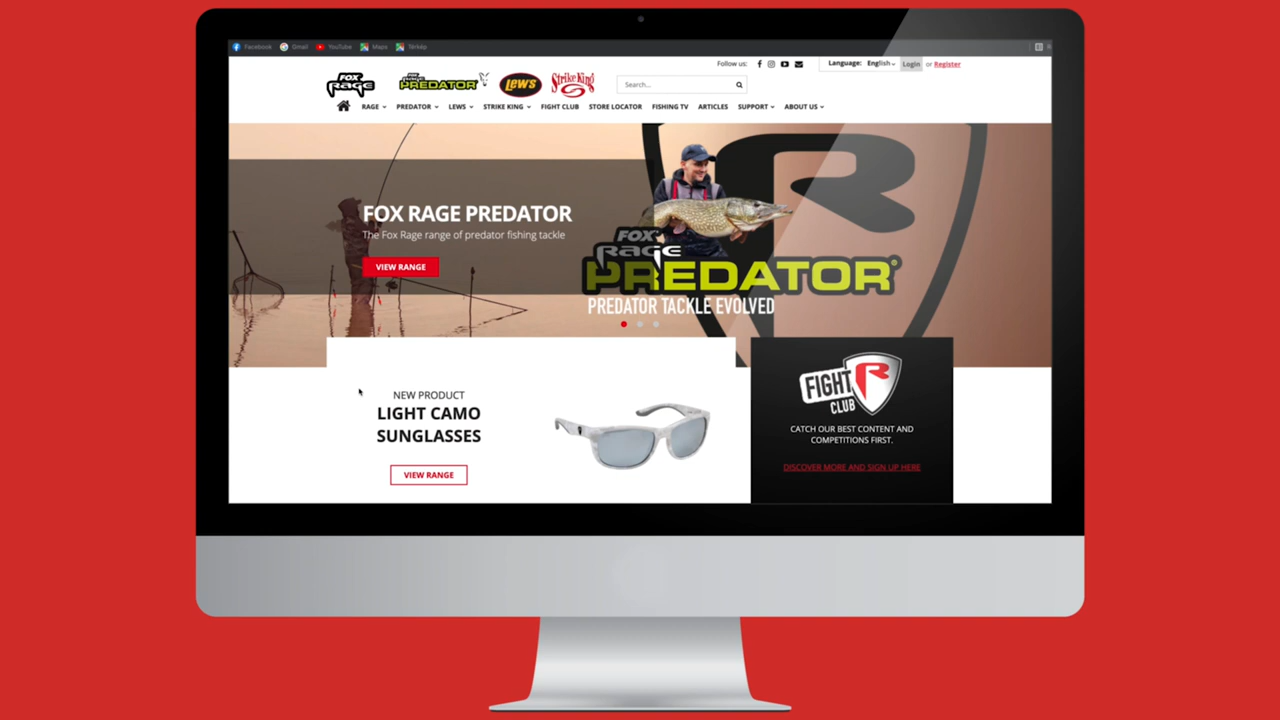 Facebook Gmail YouTube Maps Térkép
Follow us: Language: English Login or Register
FOX RAGE FOX RAGE PREDATOR LEW'S Strike King Search...
RAGE PREDATOR LEWS STRIKE KING FIGHT CLUB STORE LOCATOR FISHING TV ARTICLES SUPPORT ABOUT US
FOX RAGE PREDATOR
The Fox Rage range of predator fishing tackle
VIEW RANGE
FOX
RAGE
PREDATOR
PREDATOR TACKLE EVOLVED
NEW PRODUCT
LIGHT CAMO
SUNGLASSES
VIEW RANGE
FIGHT
CLUB
CATCH OUR BEST CONTENT AND
COMPETITIONS FIRST.
DISCOVER MORE AND SIGN UP HERE